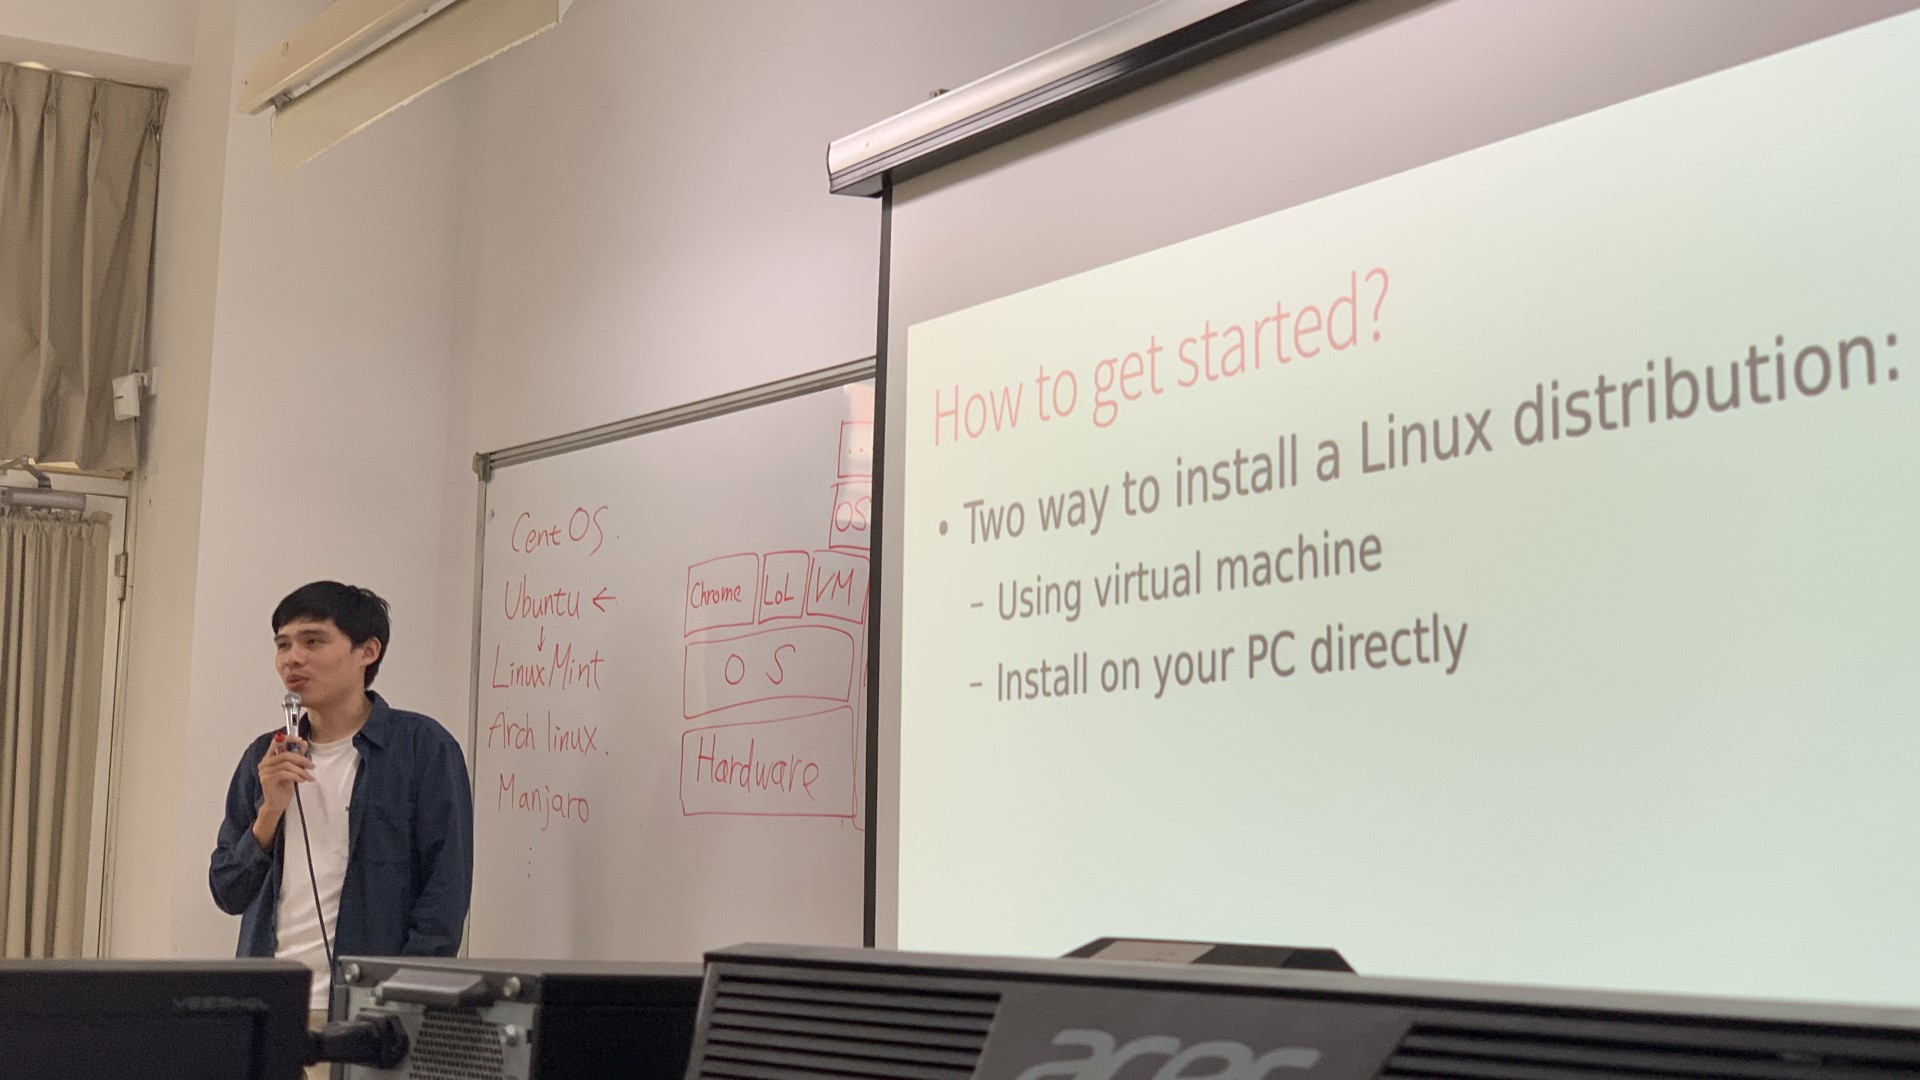 How to get started?
• Two way to install a Linux distribution:
– Using virtual machine
– Install on your PC directly
Cent OS.
Ubuntu ←
↓
Linux Mint
Arch linux.
Manjaro
⋮
...
OS
Chrome LoL VM
OS
Hardware
acer